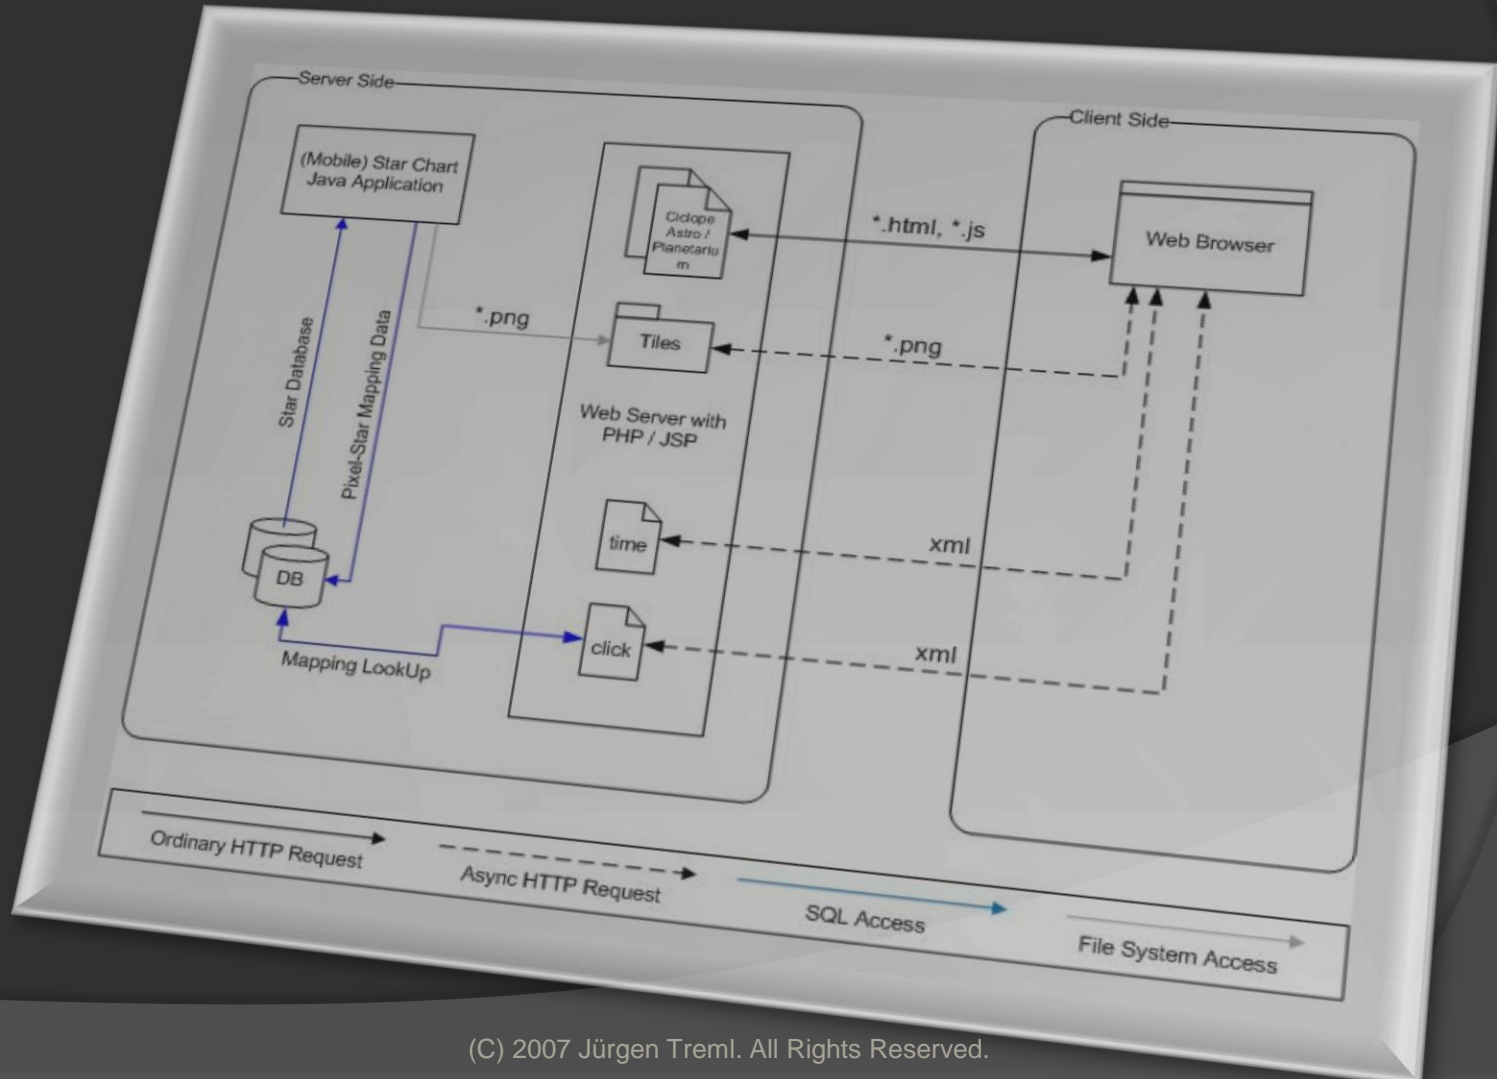 Server Side
(Mobile) Star Chart
Java Application
Star Database
Pixel-Star Mapping Data
*.png
DB
Mapping LookUp
Ciclope
Astro /
Planetariu
m
Tiles
Web Server with
PHP / JSP
time
click
*.html, *.js
*.png
xml
xml
Client Side
Web Browser
Ordinary HTTP Request
Async HTTP Request
SQL Access
File System Access
(C) 2007 Jürgen Treml. All Rights Reserved.